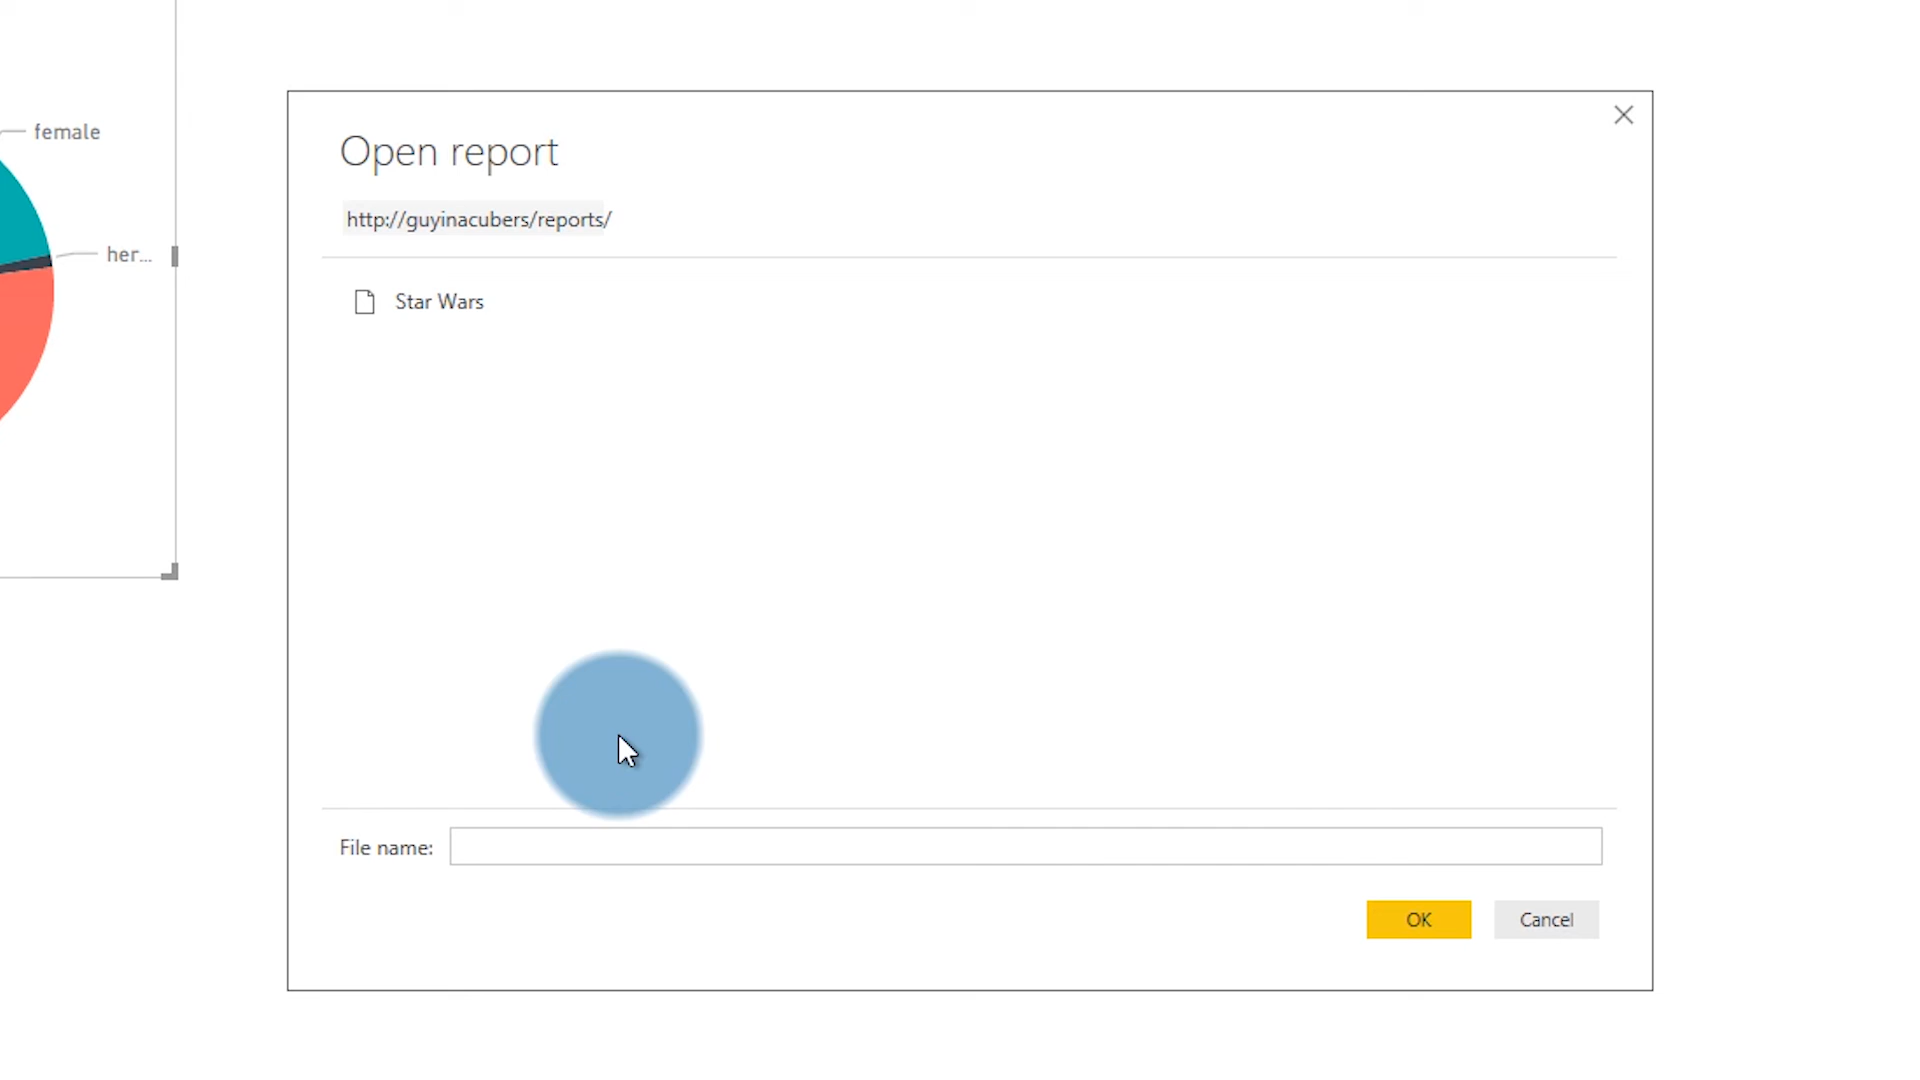 female
her...
Open report
http://guyinacubers/reports/
Star Wars
File name:
OK
Cancel